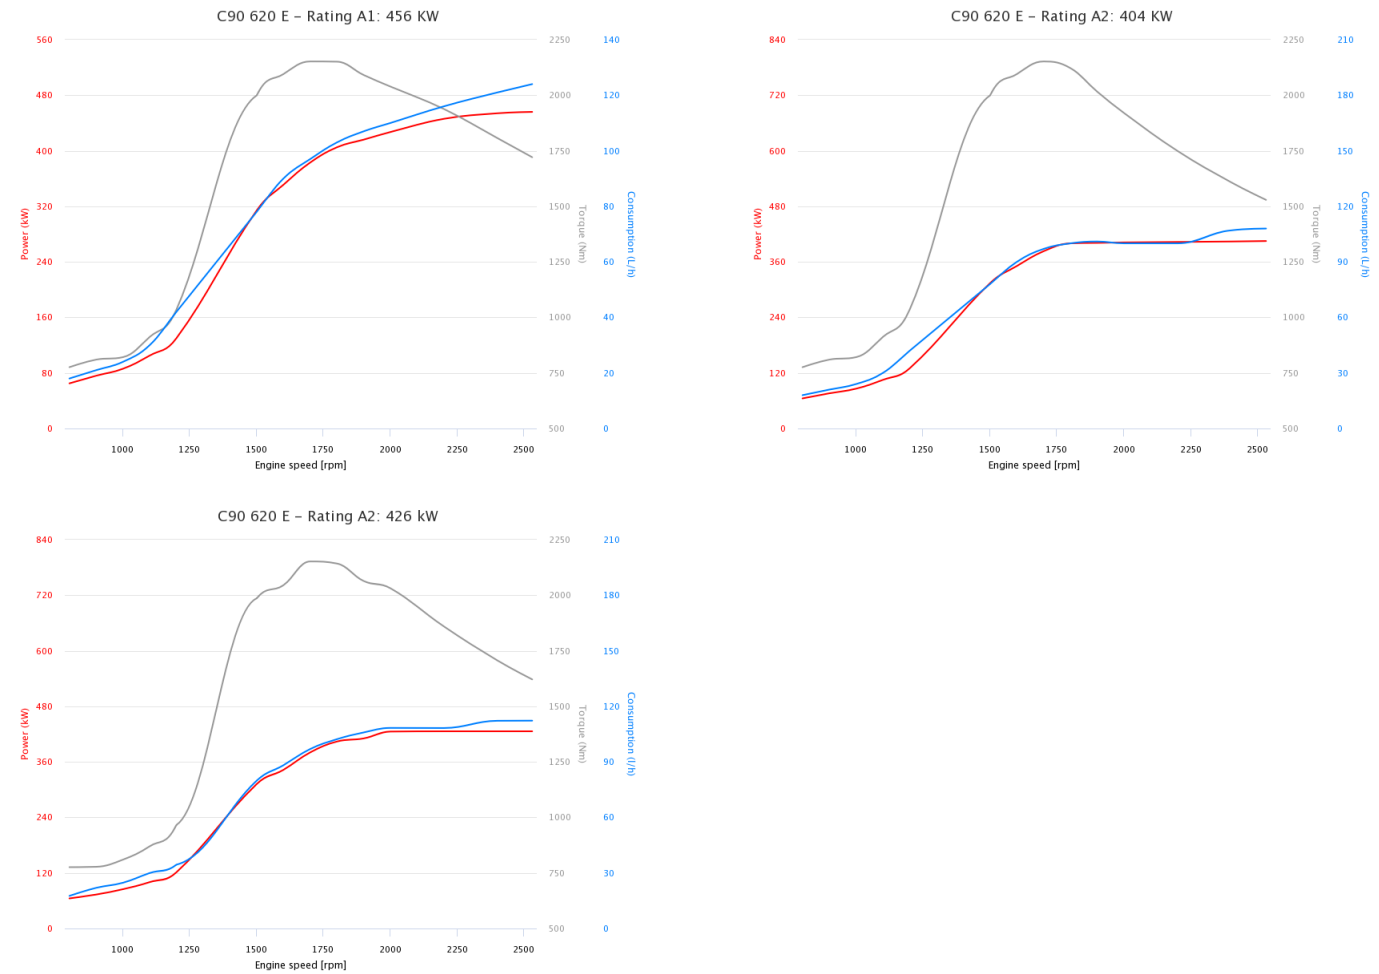 C90 620 E – Rating A1: 456 KW
560 2250 140
480 2000 120
400 1750 100
320 1500 80
240 1250 60
160 1000 40
80 750 20
0 500 0
Power (kW)
Torque (Nm)
Consumption (L/h)
1000 1250 1500 1750 2000 2250 2500
Engine speed [rpm]
C90 620 E – Rating A2: 404 KW
840 2250 210
720 2000 180
600 1750 150
480 1500 120
360 1250 90
240 1000 60
120 750 30
0 500 0
Power (kW)
Torque (Nm)
Consumption (L/h)
1000 1250 1500 1750 2000 2250 2500
Engine speed [rpm]
C90 620 E – Rating A2: 426 kW
840 2250 210
720 2000 180
600 1750 150
480 1500 120
360 1250 90
240 1000 60
120 750 30
0 500 0
Power (kW)
Torque (Nm)
Consumption (l/h)
1000 1250 1500 1750 2000 2250 2500
Engine speed [rpm]